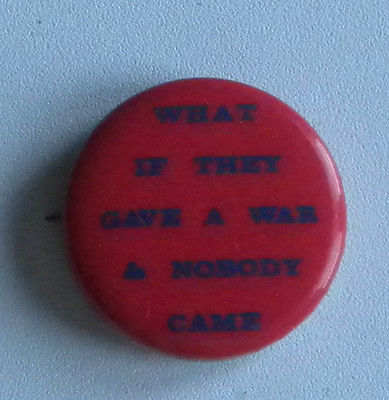 WHAT
IF THEY
GAVE A WAR
& NOBODY
CAME